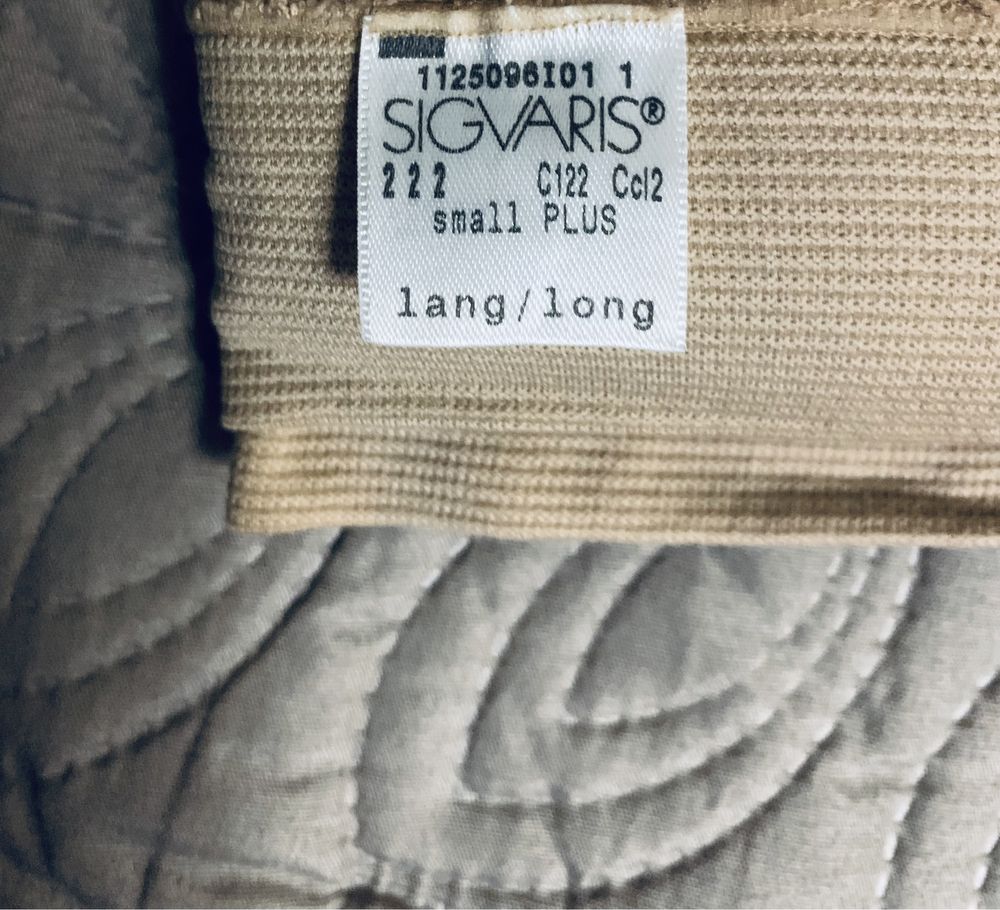 1125096I01 1
SIGVARIS®
222 C122 Ccl2
small PLUS
lang/long